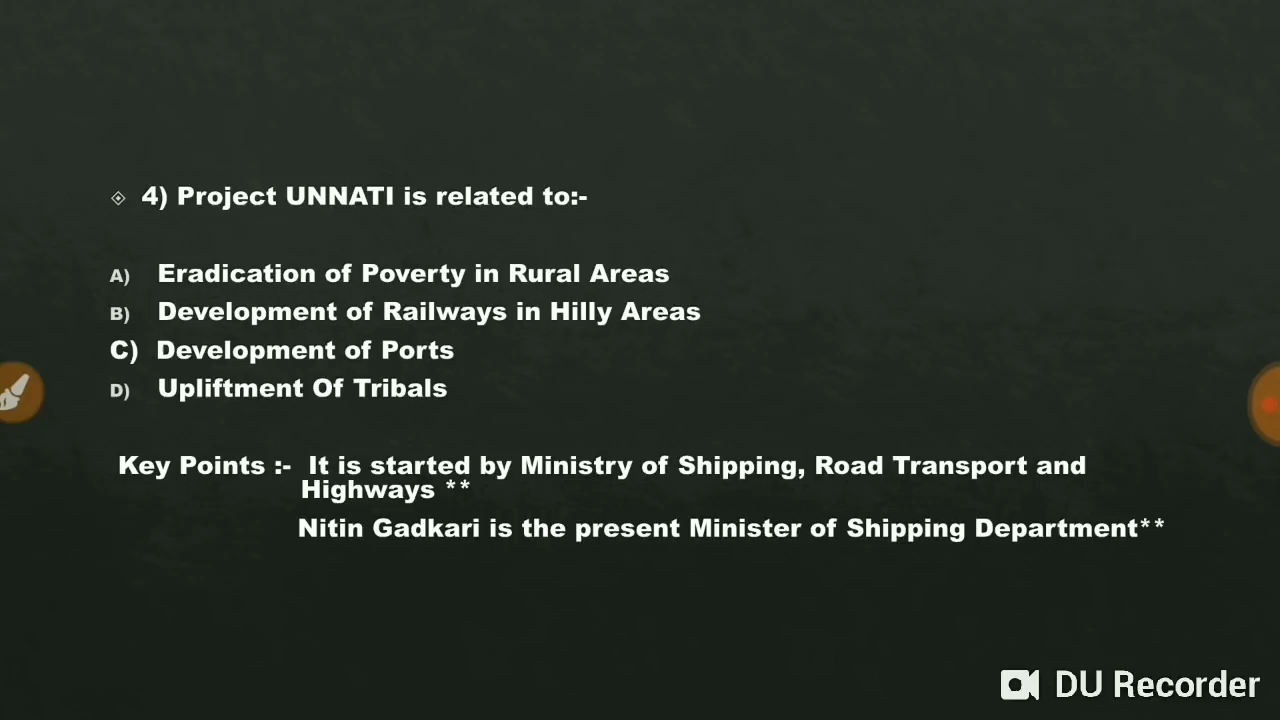 4) Project UNNATI is related to:-
A) Eradication of Poverty in Rural Areas
B) Development of Railways in Hilly Areas
C) Development of Ports
D) Upliftment Of Tribals
Key Points :- It is started by Ministry of Shipping, Road Transport and
Highways **
Nitin Gadkari is the present Minister of Shipping Department**
DU Recorder